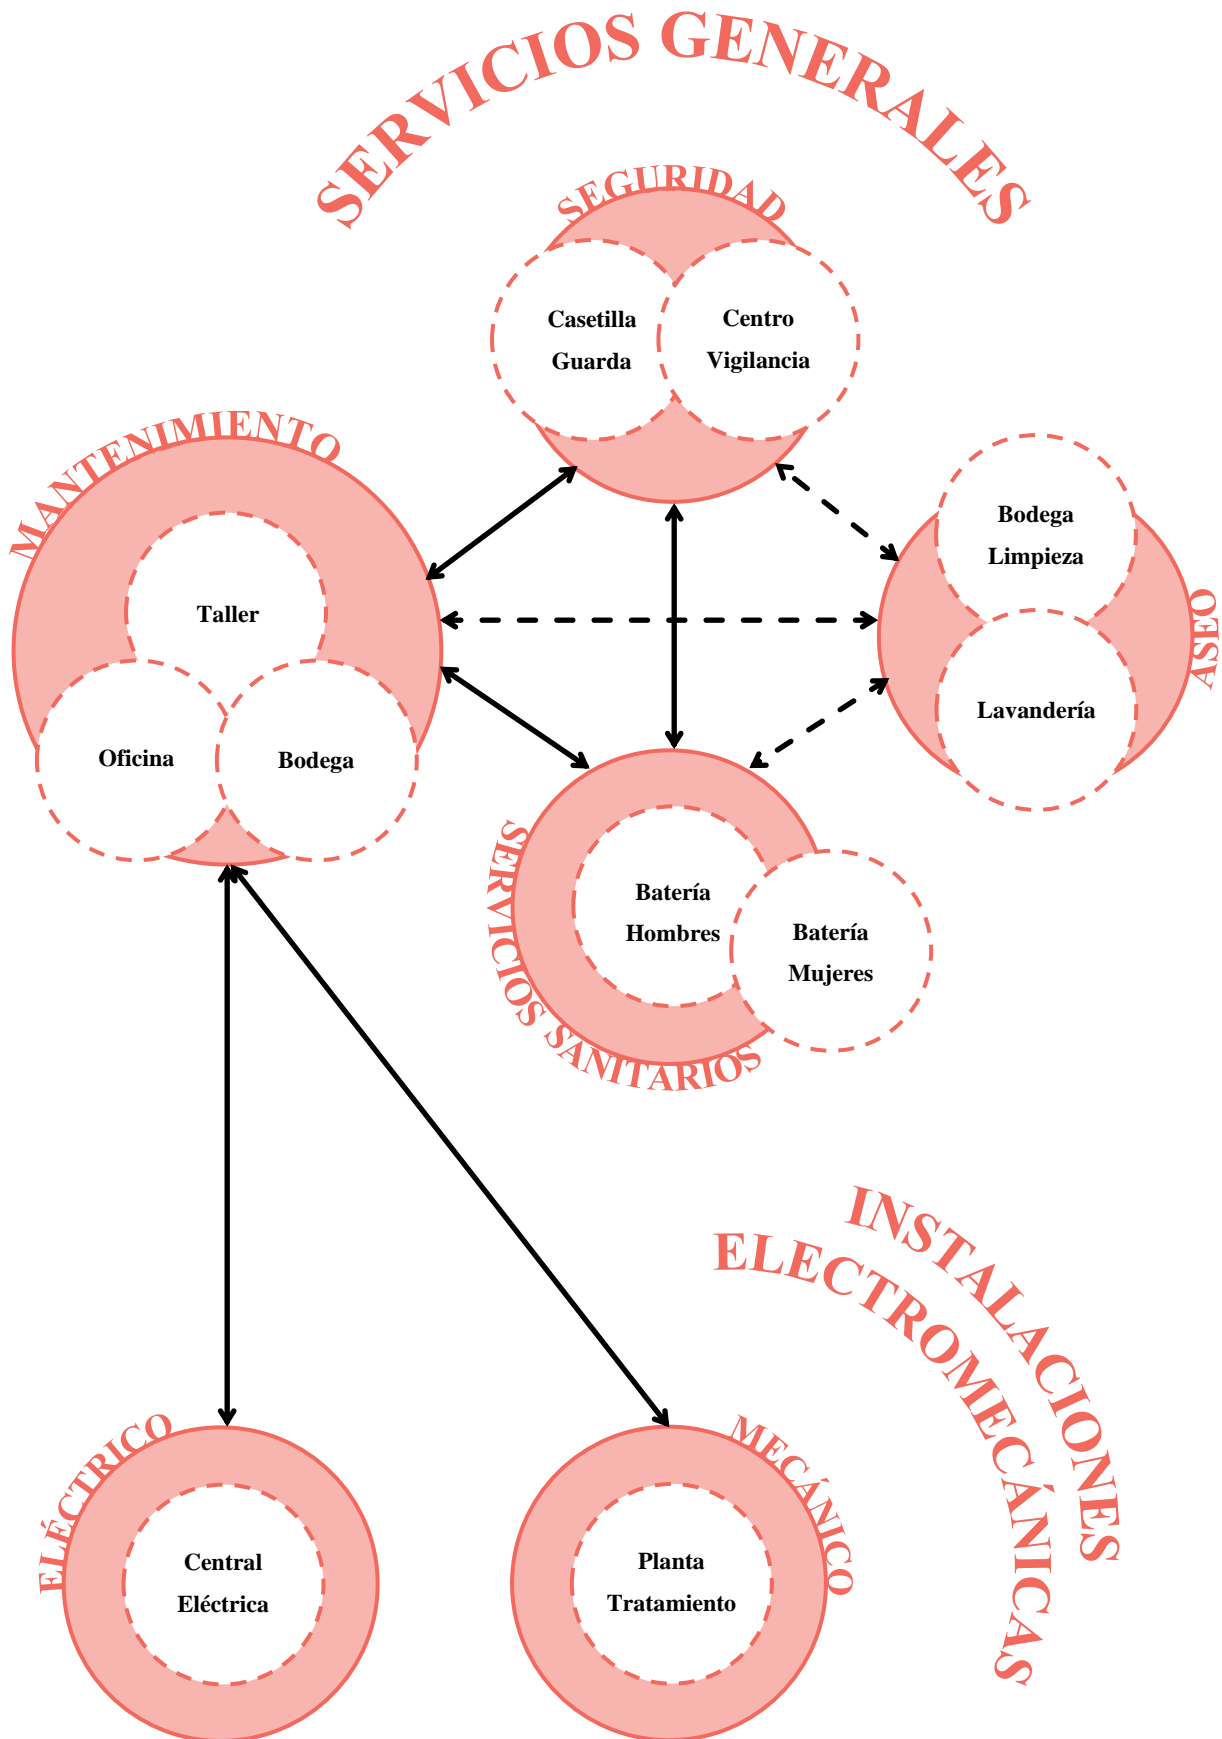 SERVICIOS GENERALES
SEGURIDAD
Casetilla
Guarda
Centro
Vigilancia
MANTENIMIENTO
Taller
Oficina
Bodega
Bodega
Limpieza
Lavandería
ASEO
SERVICIOS SANITARIOS
Batería
Hombres
Batería
Mujeres
INSTALACIONES
ELECTROMECÁNICAS
ELÉCTRICO
Central
Eléctrica
MECÁNICO
Planta
Tratamiento